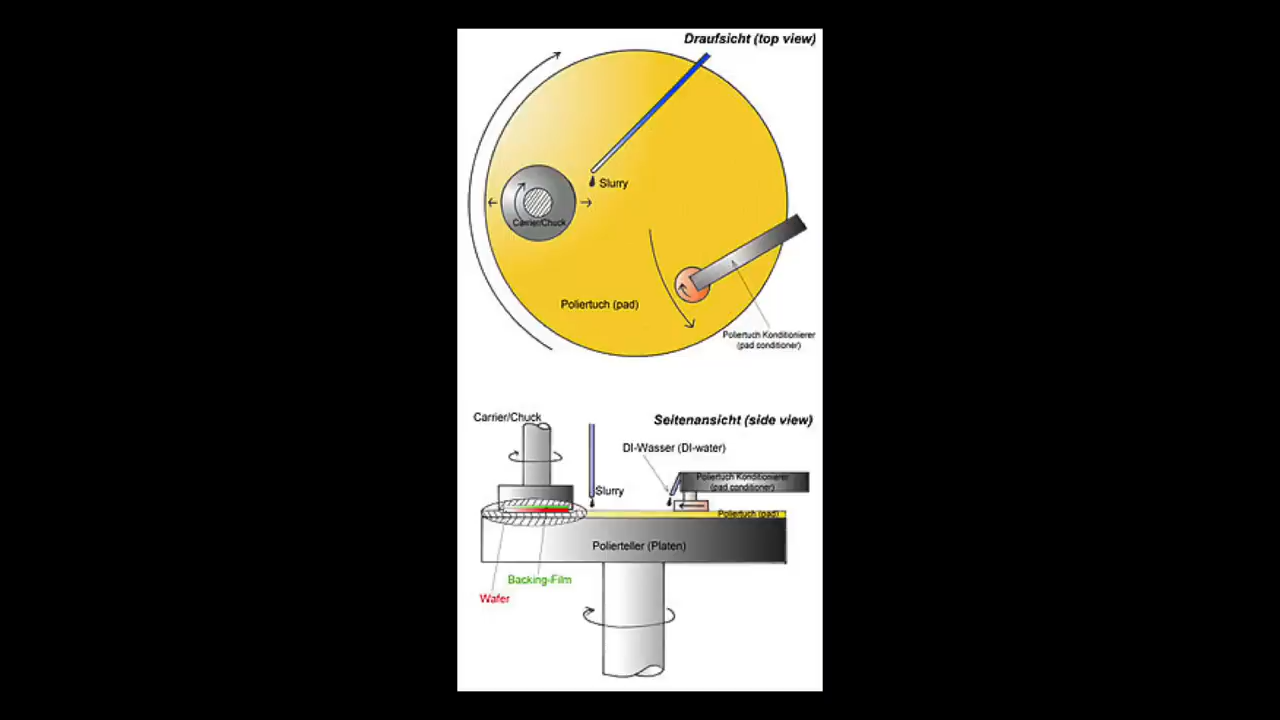 Draufsicht (top view)
Slurry
Carrier/Chuck
Poliertuch (pad)
Poliertuch Konditionierer
(pad conditioner)
Carrier/Chuck
Seitenansicht (side view)
DI-Wasser (DI-water)
Poliertuch Konditionierer
(pad conditioner)
Slurry
Poliertuch (pad)
Polierteller (Platen)
Backing-Film
Wafer